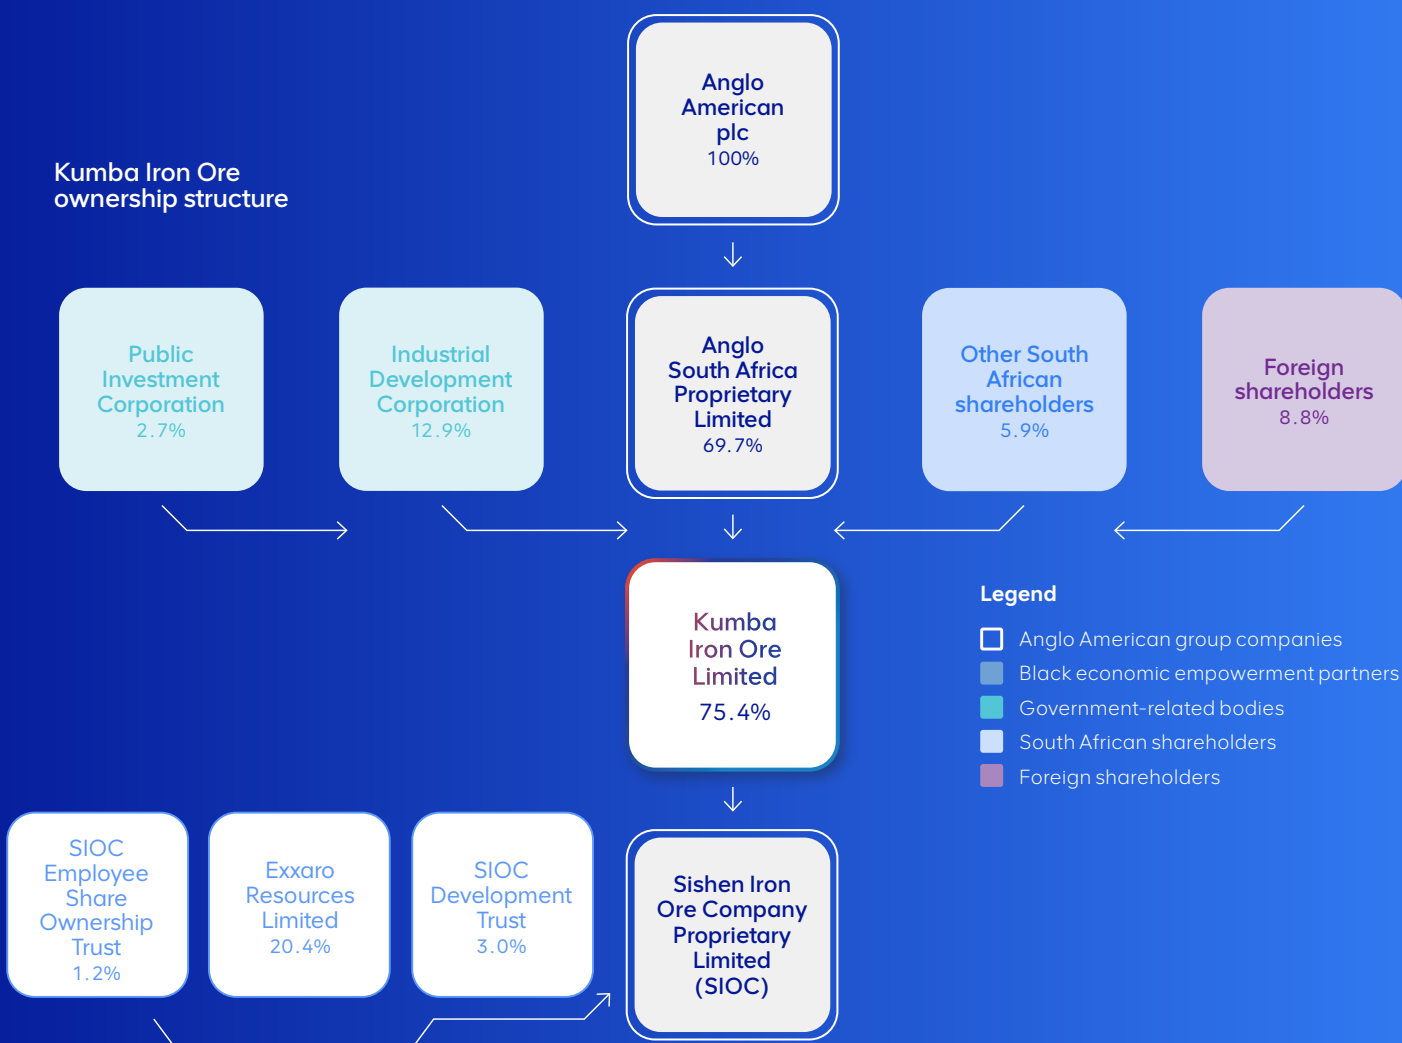 Anglo
American
plc
100%
Kumba Iron Ore
ownership structure
Public
Investment
Corporation
2.7%
Industrial
Development
Corporation
12.9%
Anglo
South Africa
Proprietary
Limited
69.7%
Other South
African
shareholders
5.9%
Foreign
shareholders
8.8%
Kumba
Iron Ore
Limited
75.4%
Legend
Anglo American group companies
Black economic empowerment partners
Government-related bodies
South African shareholders
Foreign shareholders
SIOC
Employee
Share
Ownership
Trust
1.2%
Exxaro
Resources
Limited
20.4%
SIOC
Development
Trust
3.0%
Sishen Iron
Ore Company
Proprietary
Limited
(SIOC)